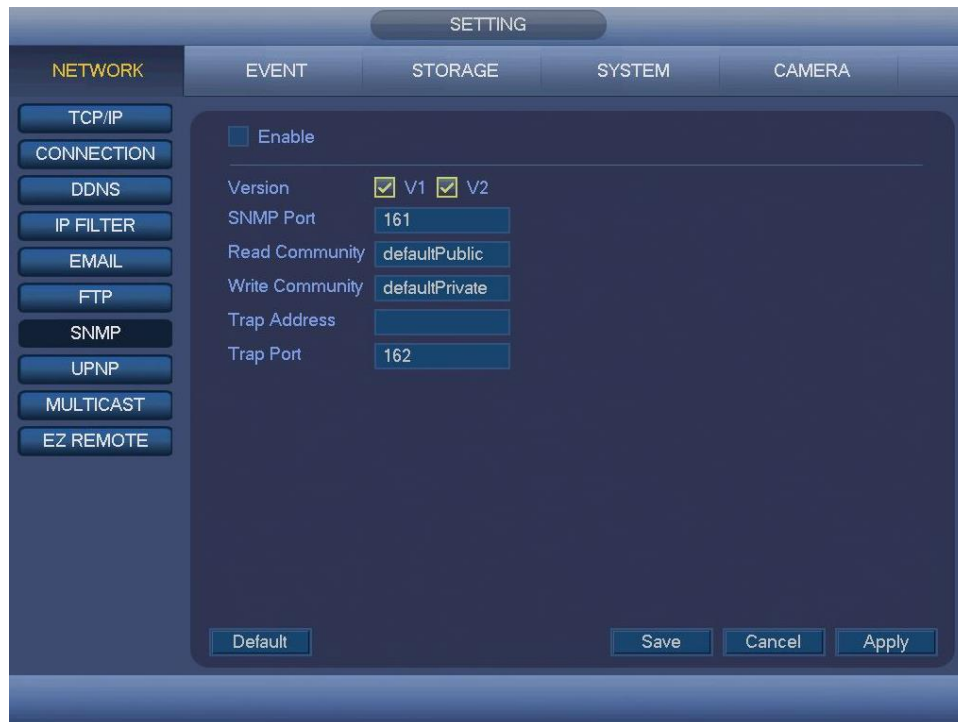 SETTING
NETWORK EVENT STORAGE SYSTEM CAMERA
TCP/IP
CONNECTION
DDNS
IP FILTER
EMAIL
FTP
SNMP
UPNP
MULTICAST
EZ REMOTE
Enable
Version V1 V2
SNMP Port 161
Read Community defaultPublic
Write Community defaultPrivate
Trap Address
Trap Port 162
Default Save Cancel Apply